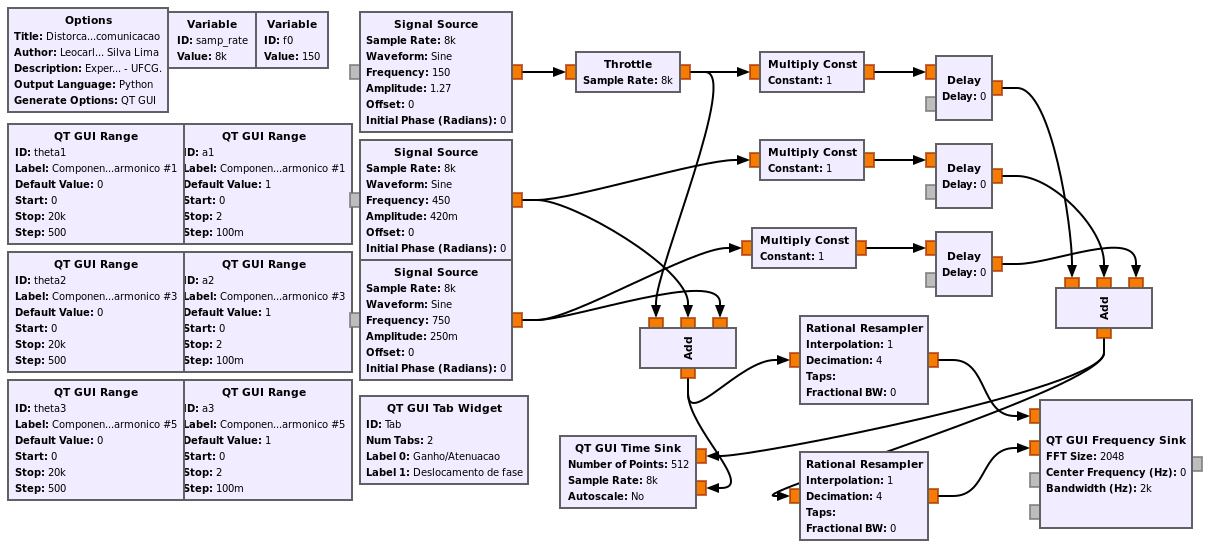 Options
Title: Distorca...comunicacao
Author: Leocarl... Silva Lima
Description: Exper... - UFCG.
Output Language: Python
Generate Options: QT GUI
Variable
ID: samp_rate
Value: 8k
Variable
ID: f0
Value: 150
Signal Source
Sample Rate: 8k
Waveform: Sine
Frequency: 150
Amplitude: 1.27
Offset: 0
Initial Phase (Radians): 0
Throttle
Sample Rate: 8k
Multiply Const
Constant: 1
Delay
Delay: 0
QT GUI Range
ID: theta1
Label: Componen...armonico #1
Default Value: 0
Start: 0
Stop: 20k
Step: 500
QT GUI Range
ID: a1
Label: Componen...armonico #1
Default Value: 1
Start: 0
Stop: 2
Step: 100m
Signal Source
Sample Rate: 8k
Waveform: Sine
Frequency: 450
Amplitude: 420m
Offset: 0
Initial Phase (Radians): 0
Multiply Const
Constant: 1
Delay
Delay: 0
QT GUI Range
ID: theta2
Label: Componen...armonico #3
Default Value: 0
Start: 0
Stop: 20k
Step: 500
QT GUI Range
ID: a2
Label: Componen...armonico #3
Default Value: 1
Start: 0
Stop: 2
Step: 100m
Signal Source
Sample Rate: 8k
Waveform: Sine
Frequency: 750
Amplitude: 250m
Offset: 0
Initial Phase (Radians): 0
Multiply Const
Constant: 1
Delay
Delay: 0
Add
Add
Rational Resampler
Interpolation: 1
Decimation: 4
Taps:
Fractional BW: 0
QT GUI Range
ID: theta3
Label: Componen...armonico #5
Default Value: 0
Start: 0
Stop: 20k
Step: 500
QT GUI Range
ID: a3
Label: Componen...armonico #5
Default Value: 1
Start: 0
Stop: 2
Step: 100m
QT GUI Tab Widget
ID: Tab
Num Tabs: 2
Label 0: Ganho/Atenuacao
Label 1: Deslocamento de fase
QT GUI Time Sink
Number of Points: 512
Sample Rate: 8k
Autoscale: No
Rational Resampler
Interpolation: 1
Decimation: 4
Taps:
Fractional BW: 0
QT GUI Frequency Sink
FFT Size: 2048
Center Frequency (Hz): 0
Bandwidth (Hz): 2k